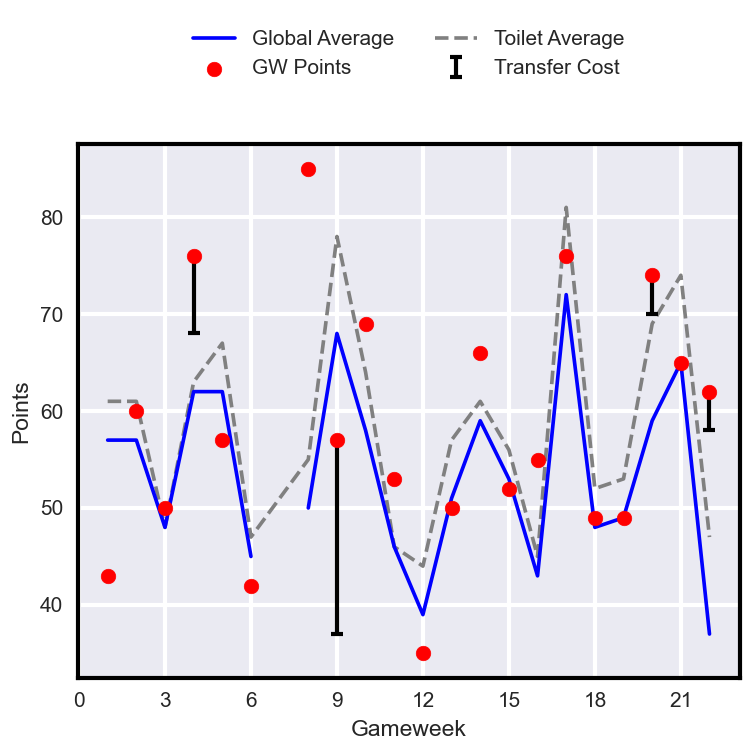 Global Average
Toilet Average
GW Points
Transfer Cost
80
70
60
50
40
Points
0 3 6 9 12 15 18 21
Gameweek